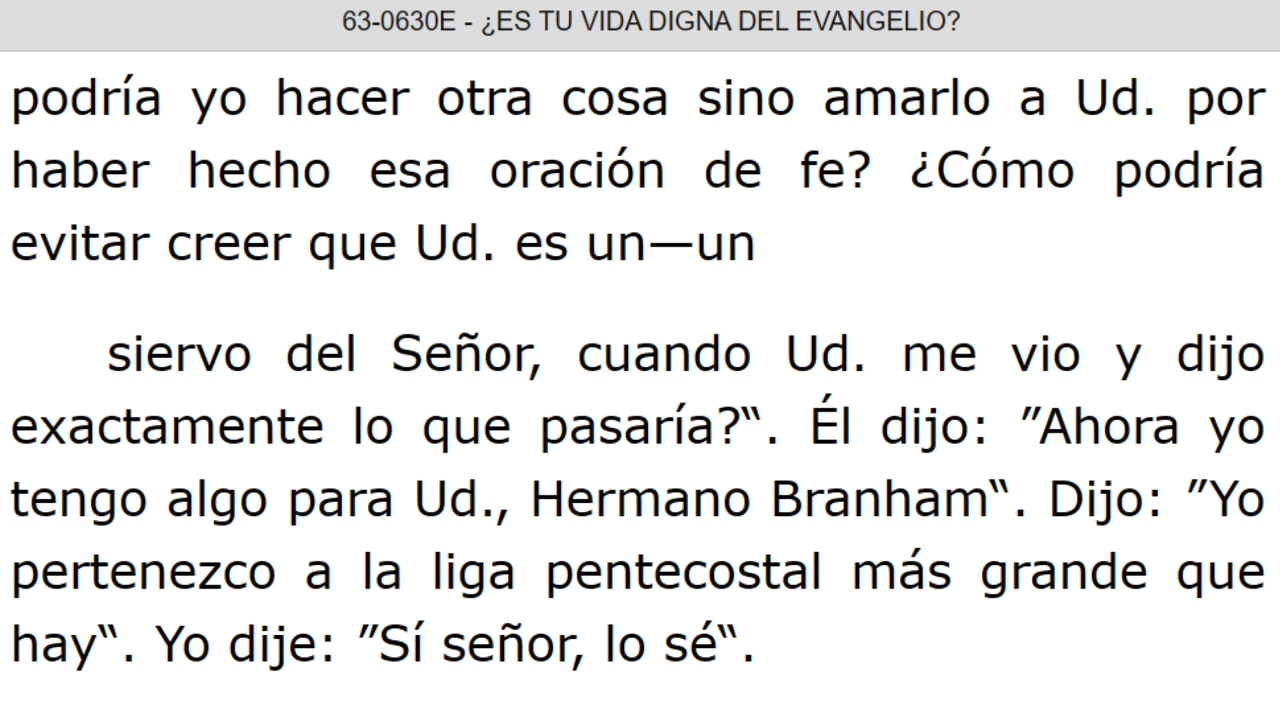 63-0630E - ¿ES TU VIDA DIGNA DEL EVANGELIO?
podría yo hacer otra cosa sino amarlo a Ud. por
haber hecho esa oración de fe? ¿Cómo podría
evitar creer que Ud. es un—un
siervo del Señor, cuando Ud. me vio y dijo
exactamente lo que pasaría?“. Él dijo: ”Ahora yo
tengo algo para Ud., Hermano Branham“. Dijo: ”Yo
pertenezco a la liga pentecostal más grande que
hay“. Yo dije: ”Sí señor, lo sé“.